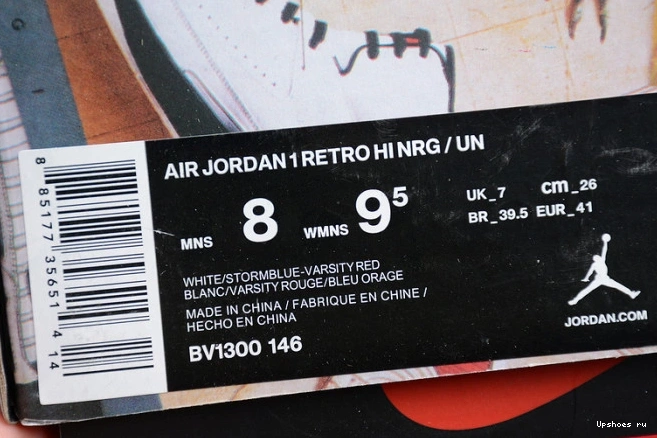 AIR JORDAN 1 RETRO HI NRG / UN
MNS 8 WMNS 9⁵
UK_7 cm_26
BR_39.5 EUR_41
WHITE/STORMBLUE-VARSITY RED
BLANC/VARSITY ROUGE/BLEU ORAGE
MADE IN CHINA / FABRIQUE EN CHINE /
HECHO EN CHINA
BV1300 146
JORDAN.COM
8 85177 35651 4 14
G
Upshoes ru